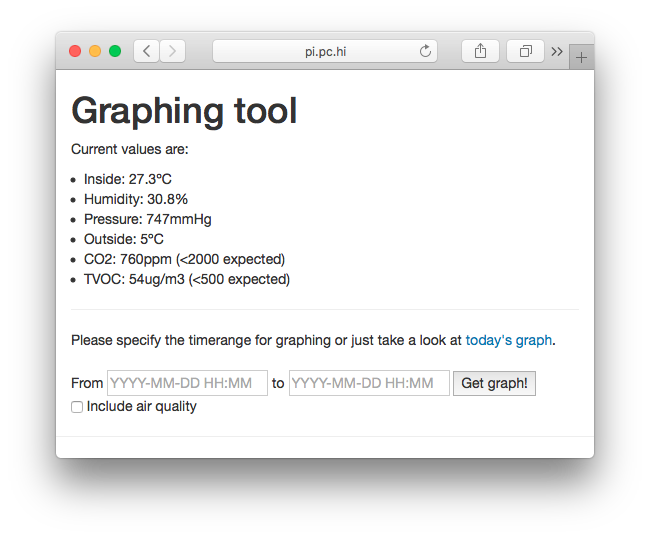 pi.pc.hi
Graphing tool
Current values are:
Inside: 27.3ºC
Humidity: 30.8%
Pressure: 747mmHg
Outside: 5ºC
CO2: 760ppm (<2000 expected)
TVOC: 54ug/m3 (<500 expected)
Please specify the timerange for graphing or just take a look at today's graph.
From YYYY-MM-DD HH:MM to YYYY-MM-DD HH:MM Get graph!
Include air quality